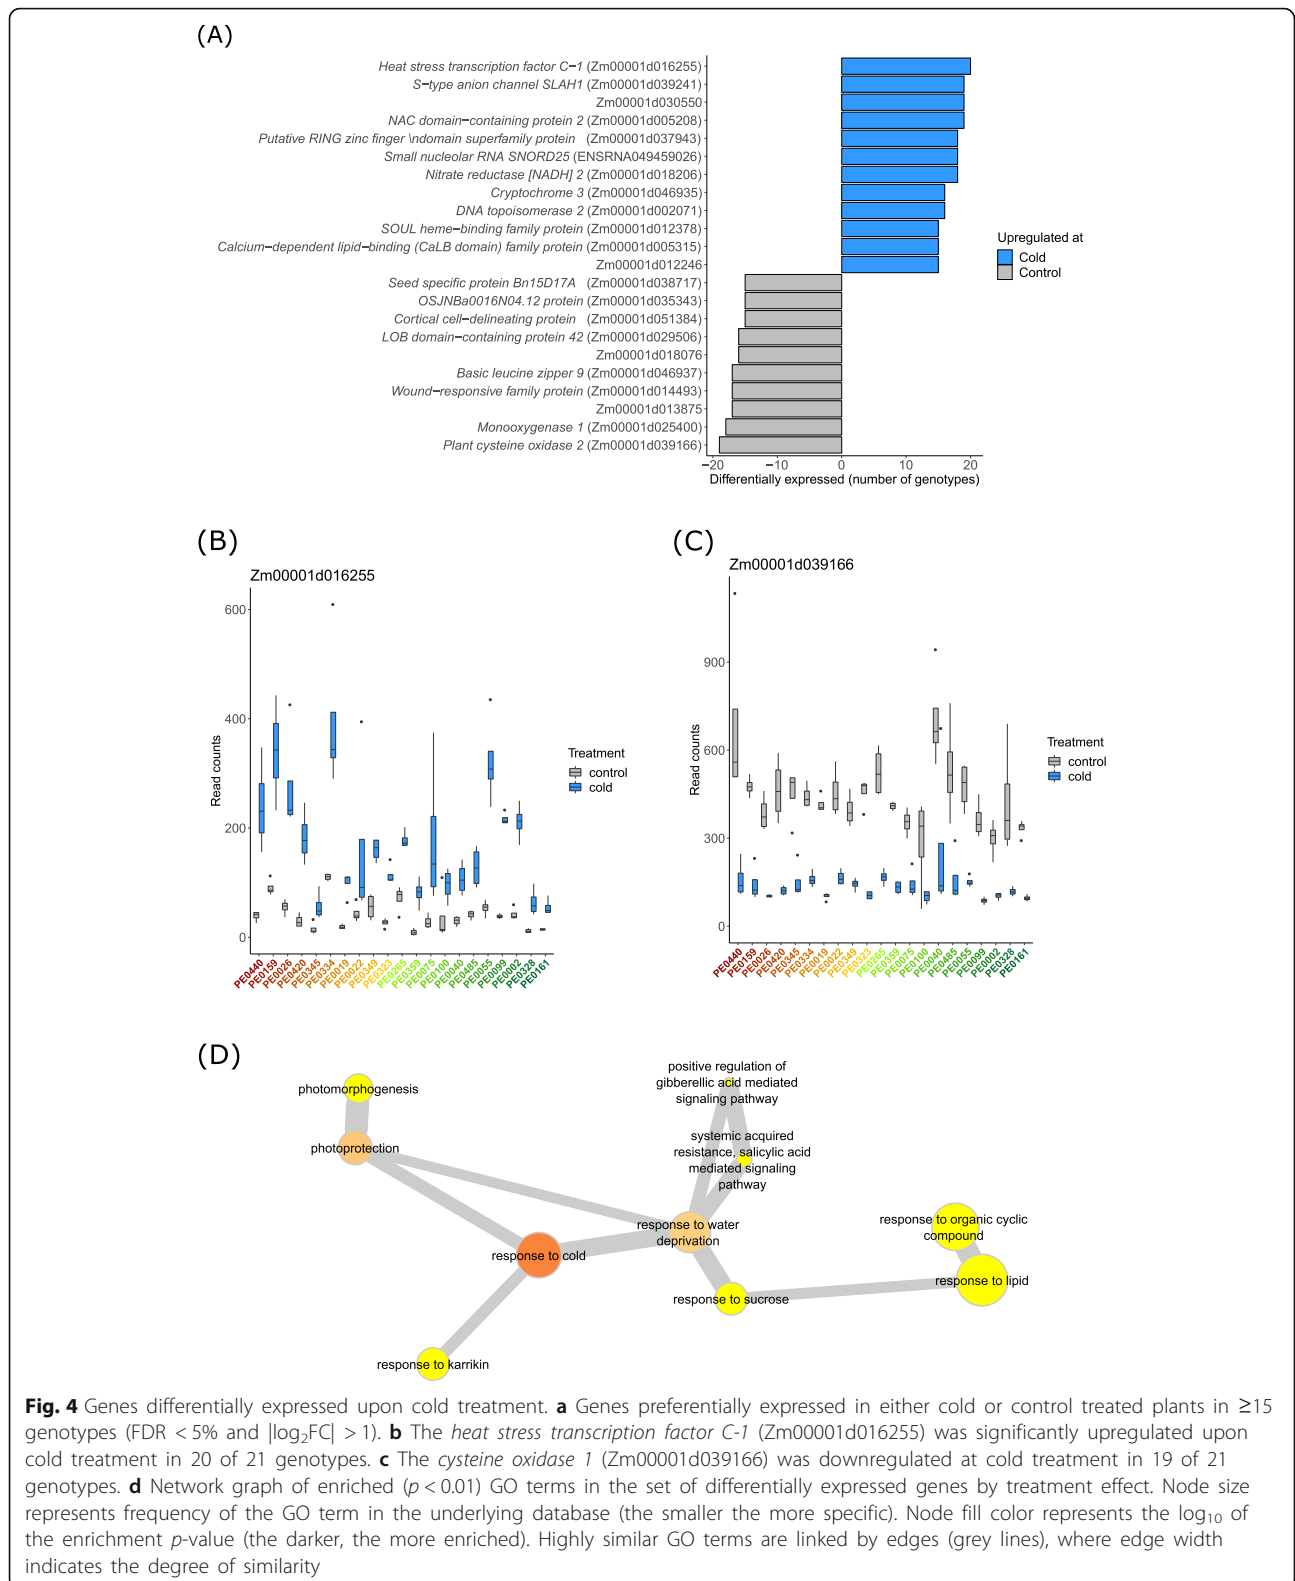 (A)
Heat stress transcription factor C−1 (Zm00001d016255)
S−type anion channel SLAH1 (Zm00001d039241)
Zm00001d030550
NAC domain−containing protein 2 (Zm00001d005208)
Putative RING zinc finger \ndomain superfamily protein (Zm00001d037943)
Small nucleolar RNA SNORD25 (ENSRNA049459026)
Nitrate reductase [NADH] 2 (Zm00001d018206)
Cryptochrome 3 (Zm00001d046935)
DNA topoisomerase 2 (Zm00001d002071)
SOUL heme−binding family protein (Zm00001d012378)
Calcium−dependent lipid−binding (CaLB domain) family protein (Zm00001d005315)
Zm00001d012246
Seed specific protein Bn15D17A (Zm00001d038717)
OSJNBa0016N04.12 protein (Zm00001d035343)
Cortical cell−delineating protein (Zm00001d051384)
LOB domain−containing protein 42 (Zm00001d029506)
Zm00001d018076
Basic leucine zipper 9 (Zm00001d046937)
Wound−responsive family protein (Zm00001d014493)
Zm00001d013875
Monooxygenase 1 (Zm00001d025400)
Plant cysteine oxidase 2 (Zm00001d039166)
−20 −10 0 10 20
Differentially expressed (number of genotypes)
Upregulated at
Cold
Control
(B)
Zm00001d016255
600
400
200
0
Read counts
PE0440 PE0159 PE0026 PE0420 PE0345 PE0334 PE0019 PE0022 PE0349 PE0323 PE0265 PE0359 PE0075 PE0100 PE0040 PE0485 PE0055 PE0099 PE0002 PE0328 PE0161
Treatment
control
cold
(C)
Zm00001d039166
900
600
300
0
Read counts
PE0440 PE0159 PE0026 PE0420 PE0345 PE0334 PE0019 PE0022 PE0349 PE0323 PE0265 PE0359 PE0075 PE0100 PE0040 PE0485 PE0055 PE0099 PE0002 PE0328 PE0161
Treatment
control
cold
(D)
photomorphogenesis
photoprotection
positive regulation of
gibberellic acid mediated
signaling pathway
systemic acquired
resistance, salicylic acid
mediated signaling
pathway
response to water
deprivation
response to cold
response to organic cyclic
compound
response to lipid
response to sucrose
response to karrikin
Fig. 4 Genes differentially expressed upon cold treatment. a Genes preferentially expressed in either cold or control treated plants in ≥15
genotypes (FDR < 5% and |log₂FC| > 1). b The heat stress transcription factor C-1 (Zm00001d016255) was significantly upregulated upon
cold treatment in 20 of 21 genotypes. c The cysteine oxidase 1 (Zm00001d039166) was downregulated at cold treatment in 19 of 21
genotypes. d Network graph of enriched (p < 0.01) GO terms in the set of differentially expressed genes by treatment effect. Node size
represents frequency of the GO term in the underlying database (the smaller the more specific). Node fill color represents the log₁₀ of
the enrichment p-value (the darker, the more enriched). Highly similar GO terms are linked by edges (grey lines), where edge width
indicates the degree of similarity